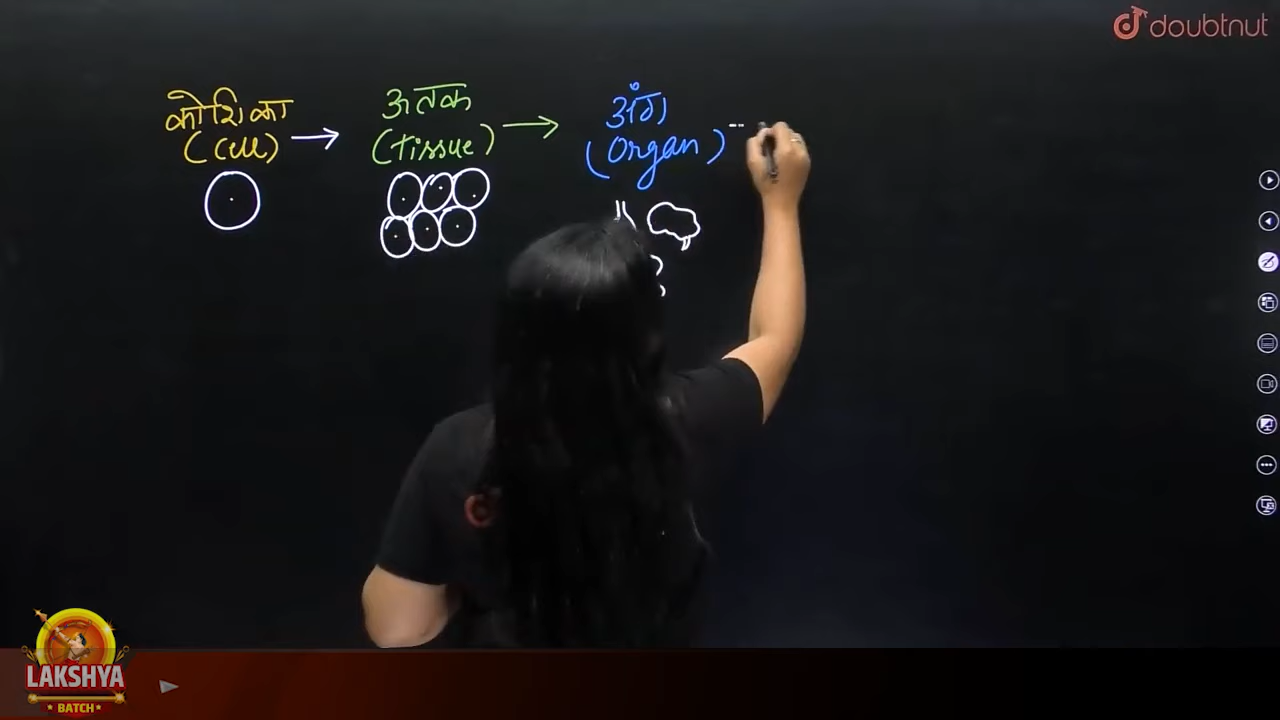 doubtnut
कोशिका
(Cell)
ऊतक
(Tissue)
अंग
(Organ)
LAKSHYA
BATCH